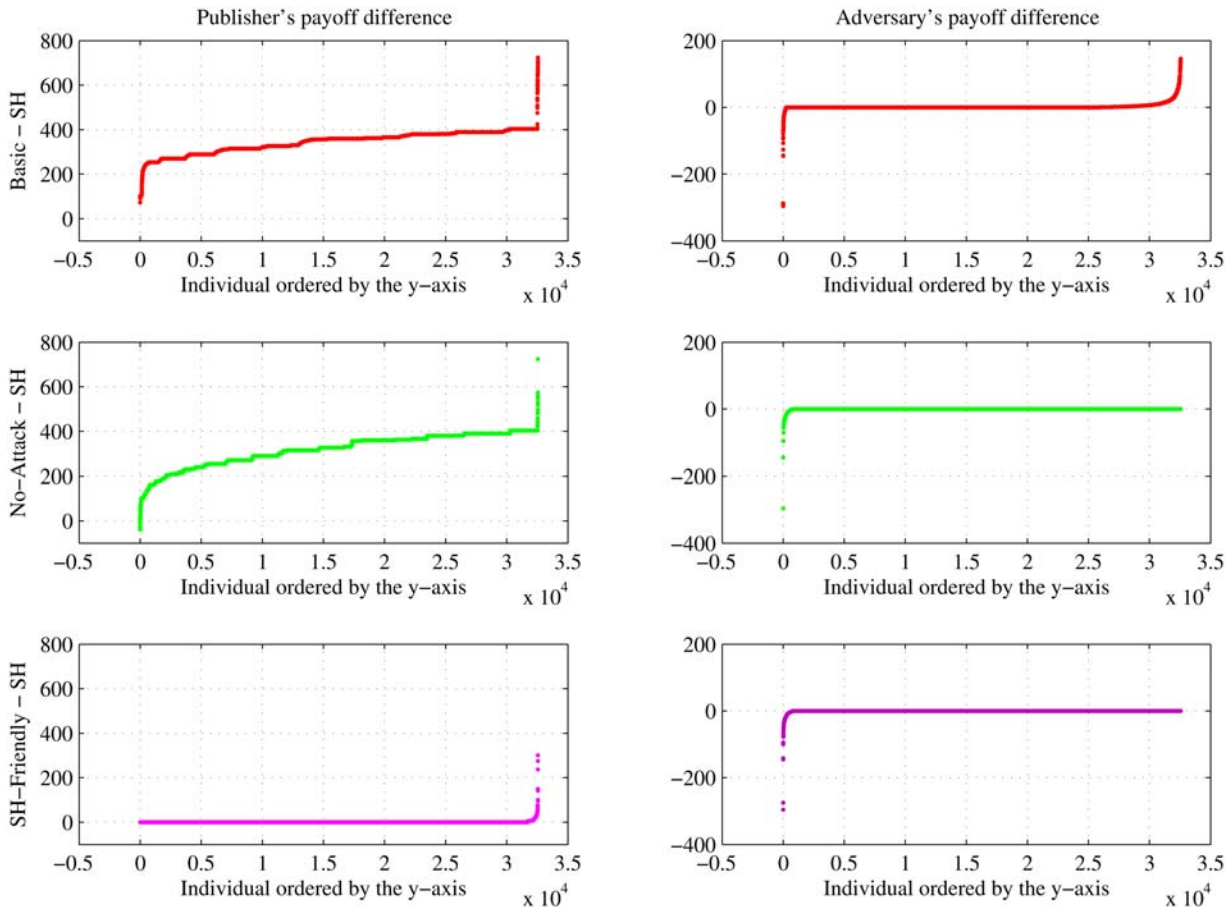 Publisher's payoff difference
Adversary's payoff difference
Basic − SH
800
600
400
200
0
−0.5 0 0.5 1 1.5 2 2.5 3 3.5
Individual ordered by the y−axis
x 10^4
200
0
−200
−400
−0.5 0 0.5 1 1.5 2 2.5 3 3.5
Individual ordered by the y−axis
x 10^4
No−Attack − SH
800
600
400
200
0
−0.5 0 0.5 1 1.5 2 2.5 3 3.5
Individual ordered by the y−axis
x 10^4
200
0
−200
−400
−0.5 0 0.5 1 1.5 2 2.5 3 3.5
Individual ordered by the y−axis
x 10^4
SH−Friendly − SH
800
600
400
200
0
−0.5 0 0.5 1 1.5 2 2.5 3 3.5
Individual ordered by the y−axis
x 10^4
200
0
−200
−400
−0.5 0 0.5 1 1.5 2 2.5 3 3.5
Individual ordered by the y−axis
x 10^4